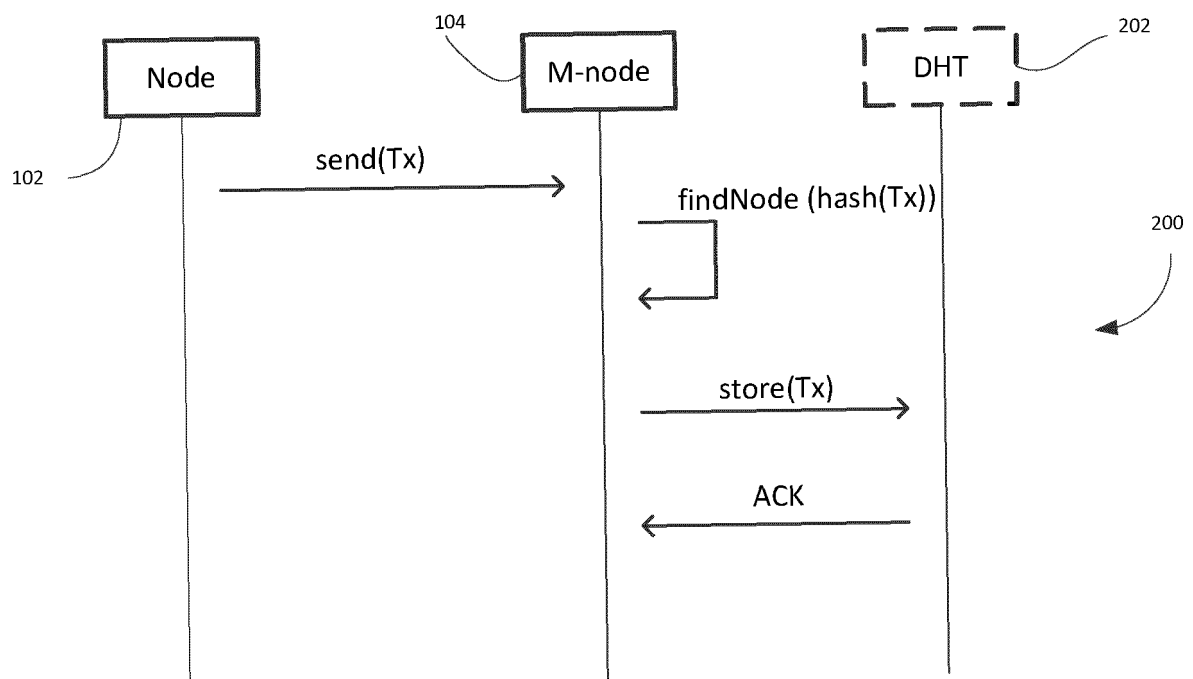 104
202
Node
M-node
DHT
102
send(Tx)
findNode (hash(Tx))
200
store(Tx)
ACK